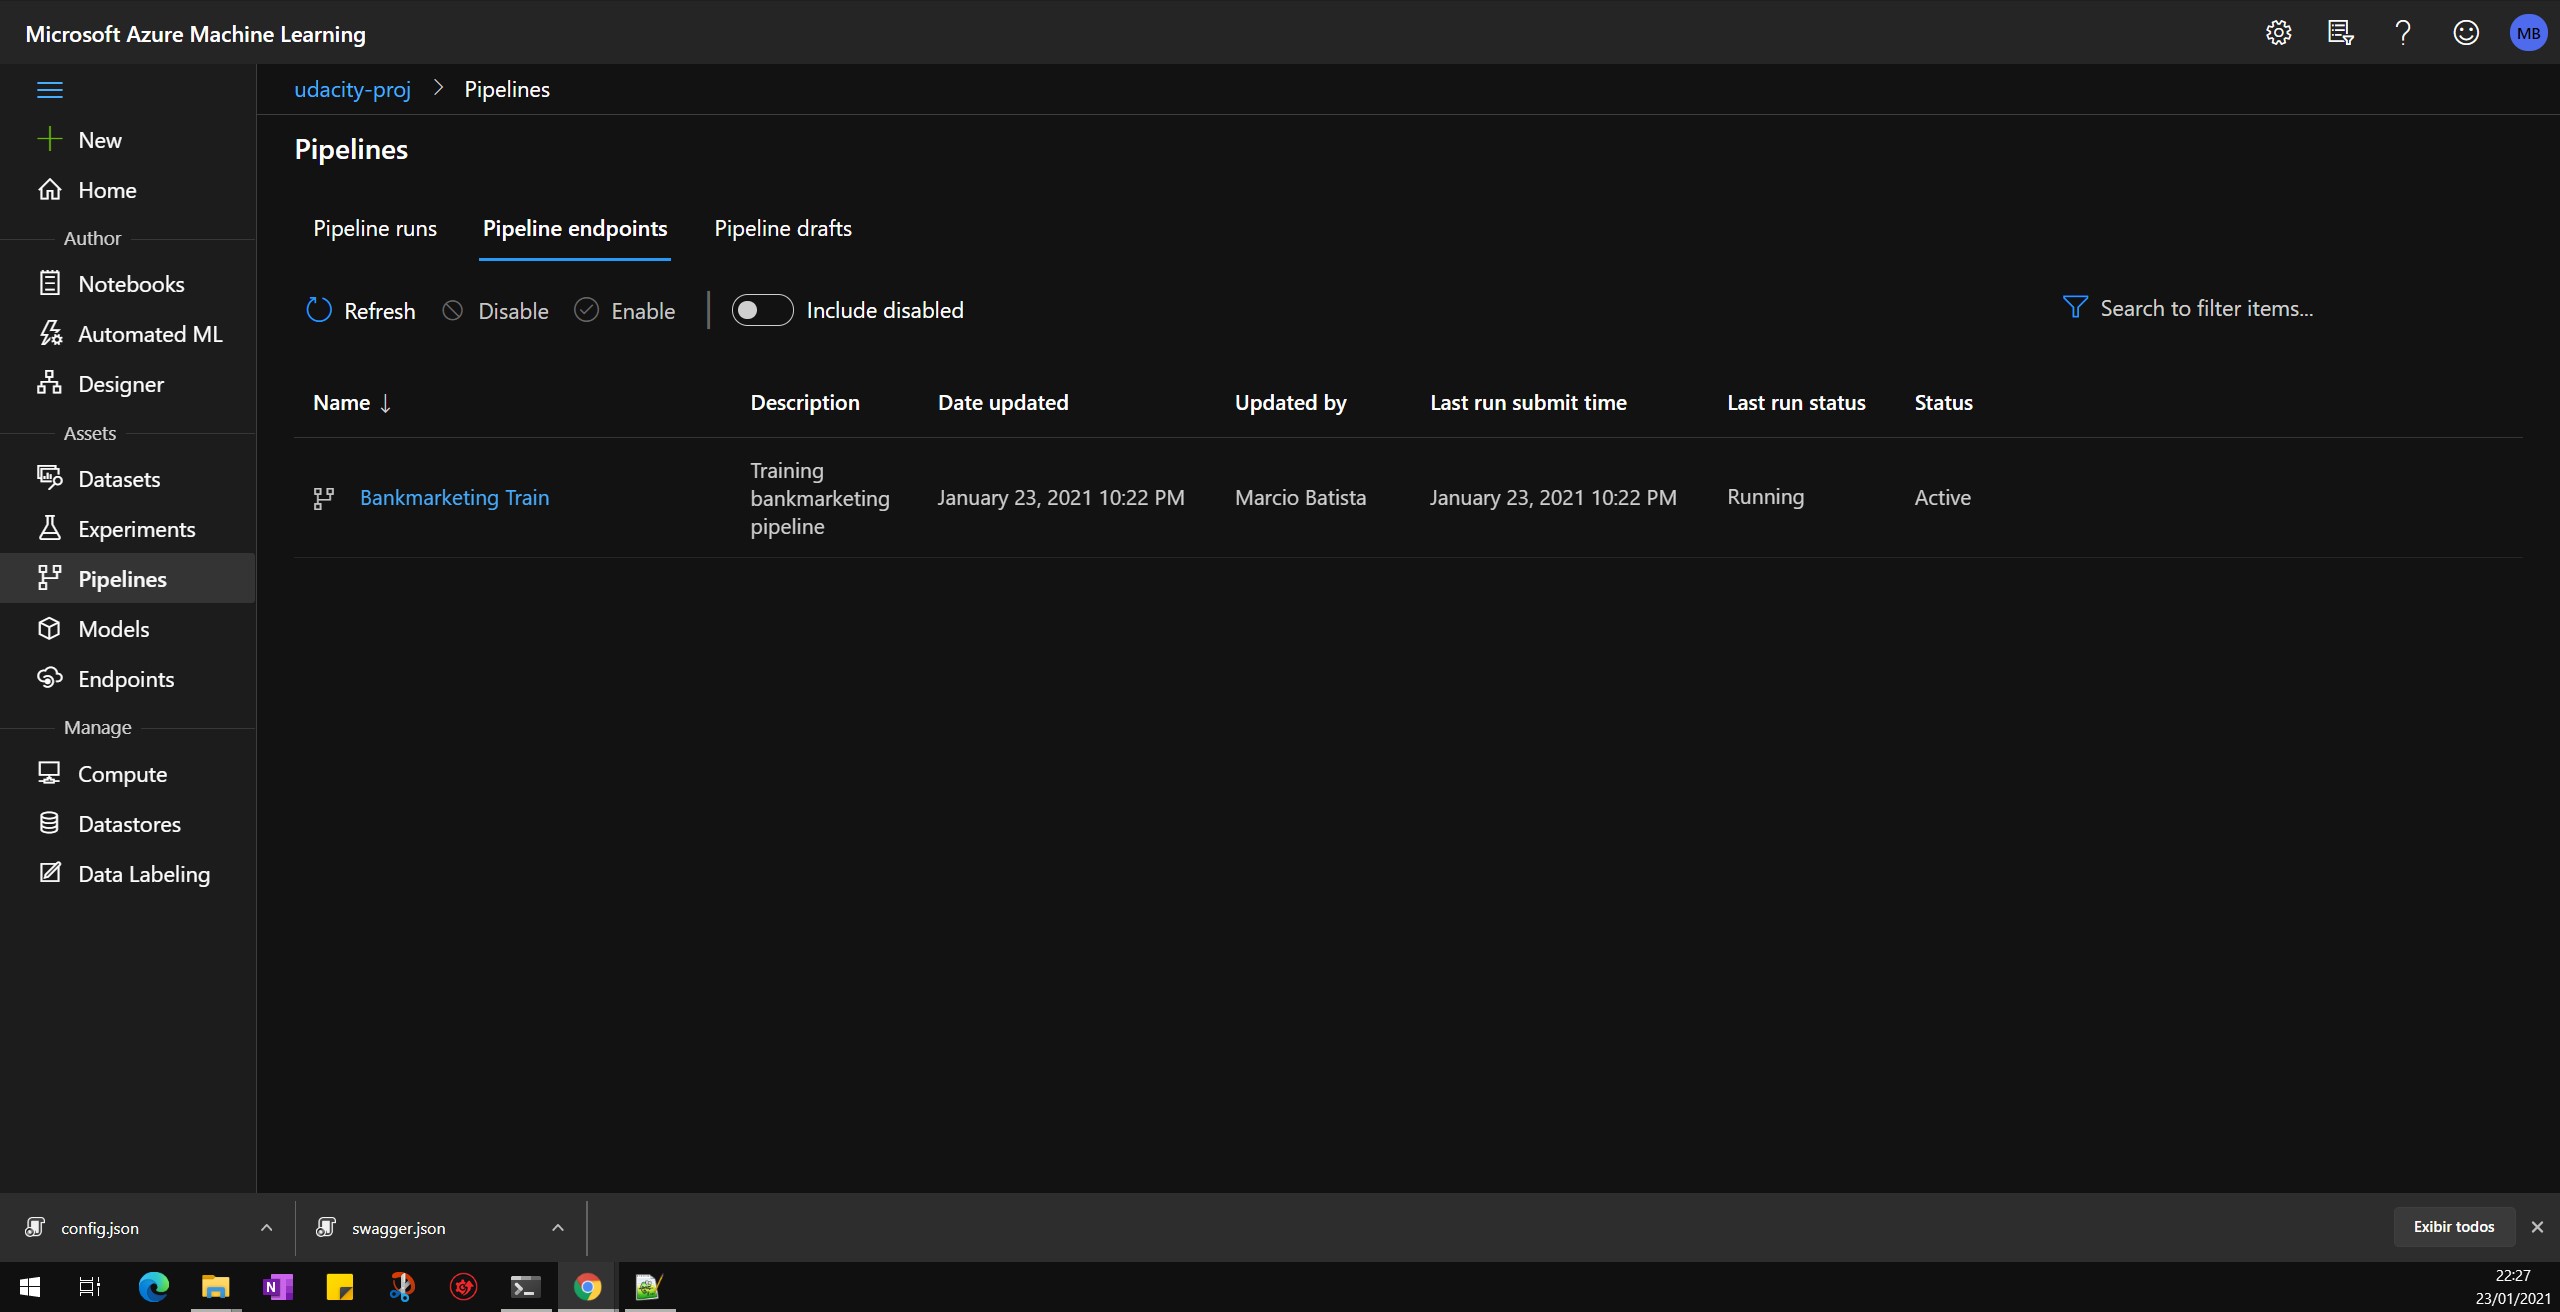 Microsoft Azure Machine Learning
MB
udacity-proj > Pipelines
New
Home
Author
Notebooks
Automated ML
Designer
Assets
Datasets
Experiments
Pipelines
Models
Endpoints
Manage
Compute
Datastores
Data Labeling
Pipelines
Pipeline runs Pipeline endpoints Pipeline drafts
Refresh Disable Enable Include disabled Search to filter items...
Name ↓ Description Date updated Updated by Last run submit time Last run status Status
Bankmarketing Train
Training
bankmarketing
pipeline
January 23, 2021 10:22 PM Marcio Batista January 23, 2021 10:22 PM Running Active
config.json swagger.json Exibir todos
22:27
23/01/2021